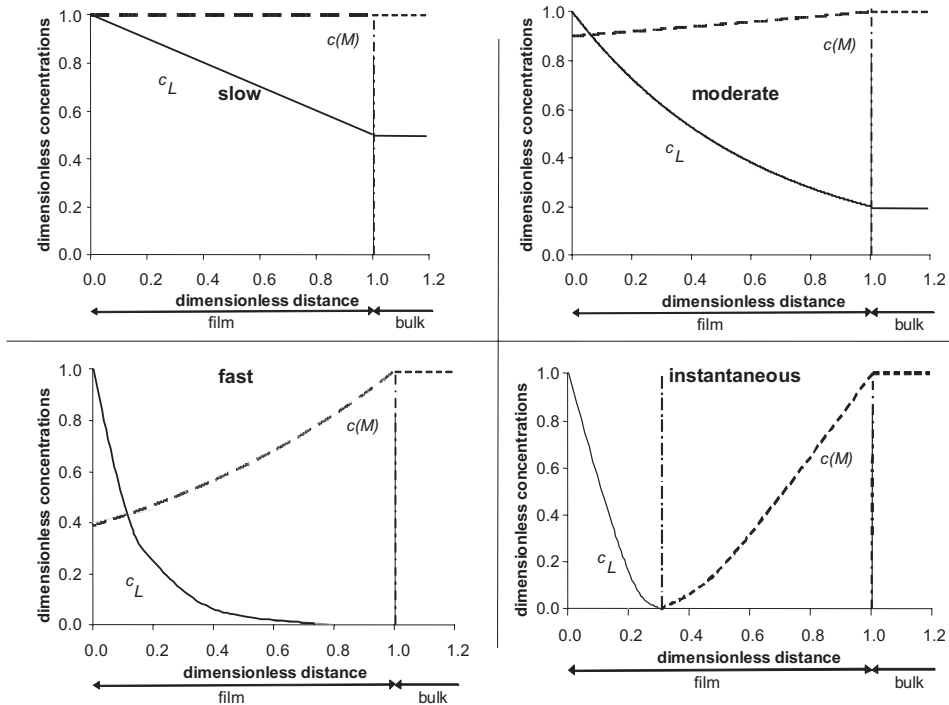 dimensionless concentrations
1.0
0.8
0.6
0.4
0.2
0.0
c(M)
c_L
slow
0.0 0.2 0.4 0.6 0.8 1.0 1.2
dimensionless distance
film bulk
dimensionless concentrations
1.0
0.8
0.6
0.4
0.2
0.0
c(M)
moderate
c_L
0.0 0.2 0.4 0.6 0.8 1.0 1.2
dimensionless distance
film bulk
dimensionless concentrations
fast
1.0
0.8
0.6
0.4
0.2
0.0
c(M)
c_L
0.0 0.2 0.4 0.6 0.8 1.0 1.2
dimensionless distance
film bulk
dimensionless concentrations
instantaneous
1.0
0.8
0.6
0.4
0.2
0.0
c(M)
c_L
0.0 0.2 0.4 0.6 0.8 1.0 1.2
dimensionless distance
film bulk